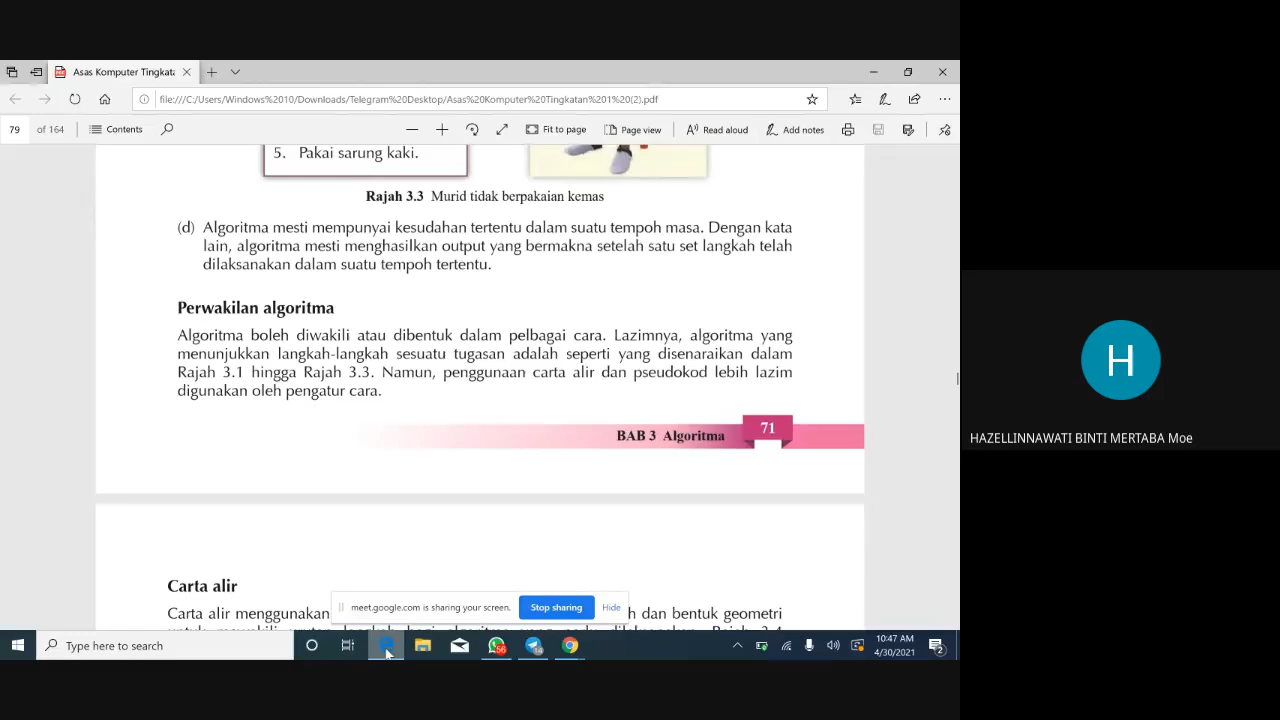 Asas Komputer Tingkata
file:///C:/Users/Windows%2010/Downloads/Telegram%20Desktop/Asas%20Komputer%20Tingkatan%201%20(2).pdf
79 of 164 Contents Fit to page Page view Read aloud Add notes
5. Pakai sarung kaki.
Rajah 3.3 Murid tidak berpakaian kemas
(d) Algoritma mesti mempunyai kesudahan tertentu dalam suatu tempoh masa. Dengan kata
lain, algoritma mesti menghasilkan output yang bermakna setelah satu set langkah telah
dilaksanakan dalam suatu tempoh tertentu.
Perwakilan algoritma
Algoritma boleh diwakili atau dibentuk dalam pelbagai cara. Lazimnya, algoritma yang
menunjukkan langkah-langkah sesuatu tugasan adalah seperti yang disenaraikan dalam
Rajah 3.1 hingga Rajah 3.3. Namun, penggunaan carta alir dan pseudokod lebih lazim
digunakan oleh pengatur cara.
BAB 3 Algoritma 71
Carta alir
Carta alir menggunakan
h dan bentuk geometri
meet.google.com is sharing your screen. Stop sharing Hide
Type here to search
56
14
10:47 AM
4/30/2021
2
H
HAZELLINNAWATI BINTI MERTABA Moe